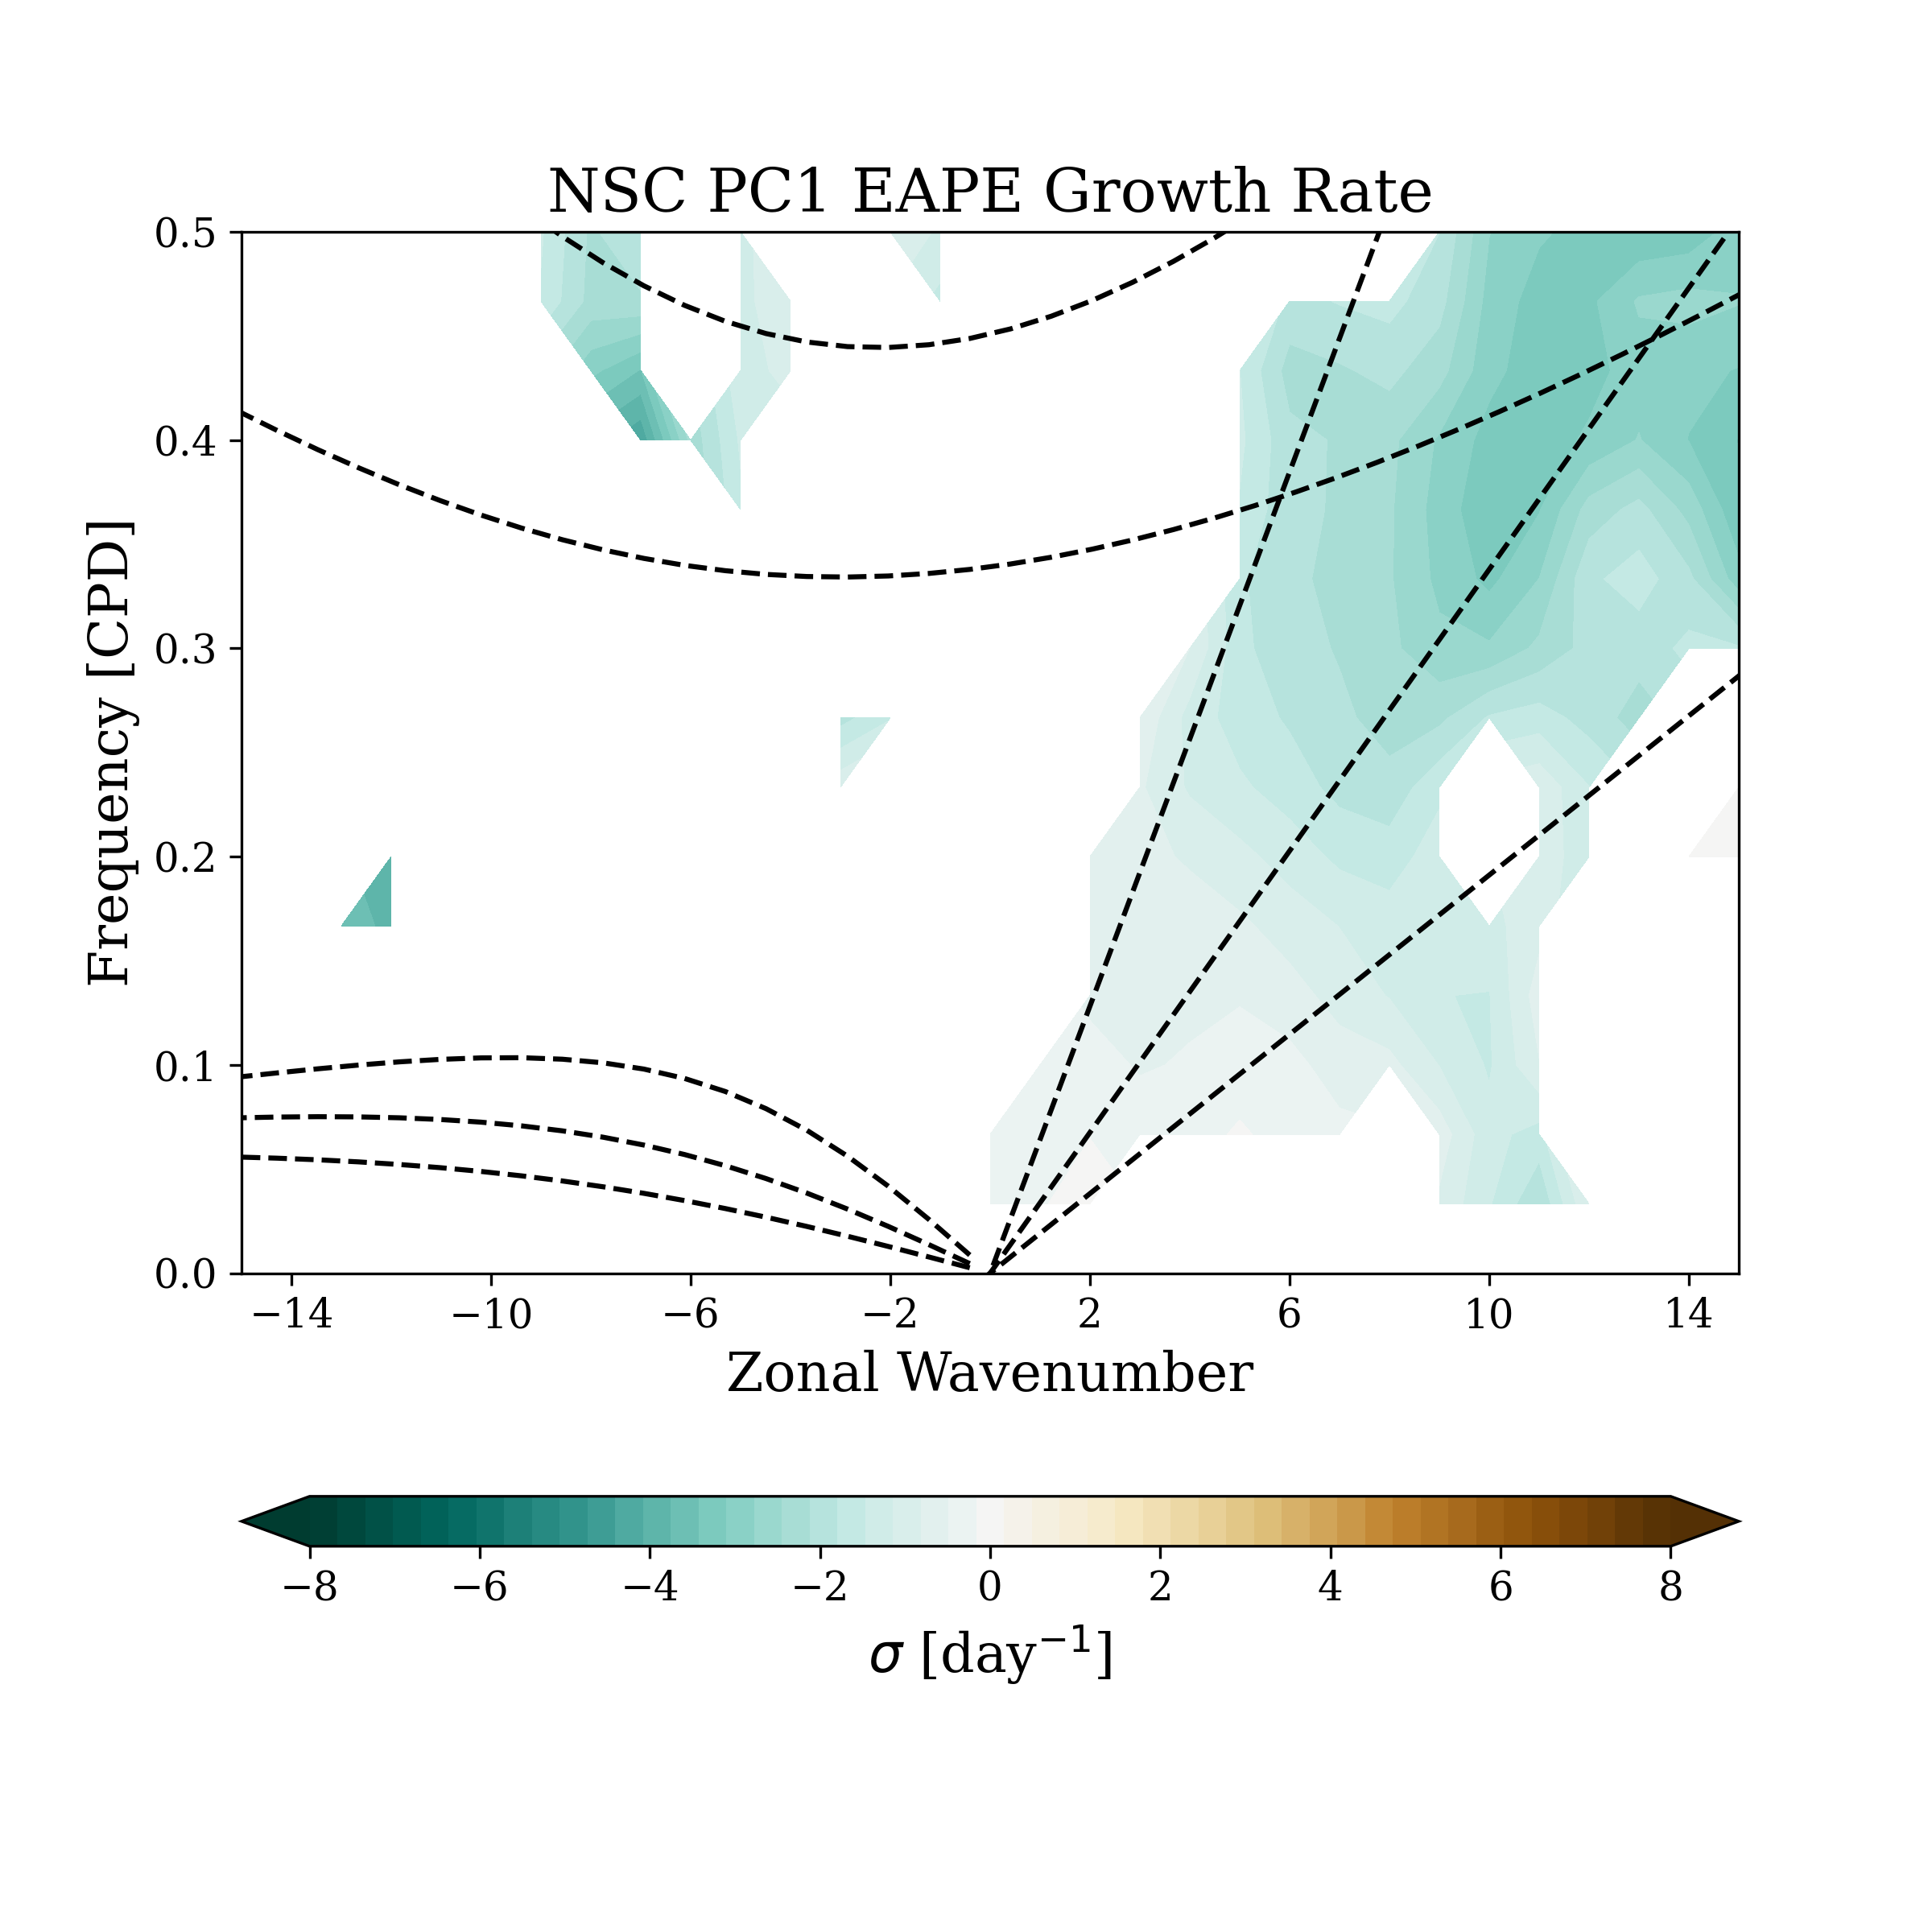 NSC PC1 EAPE Growth Rate
0.5
0.4
0.3
0.2
0.1
0.0
Frequency [CPD]
−14 −10 −6 −2 2 6 10 14
Zonal Wavenumber
−8 −6 −4 −2 0 2 4 6 8
σ [day⁻¹]